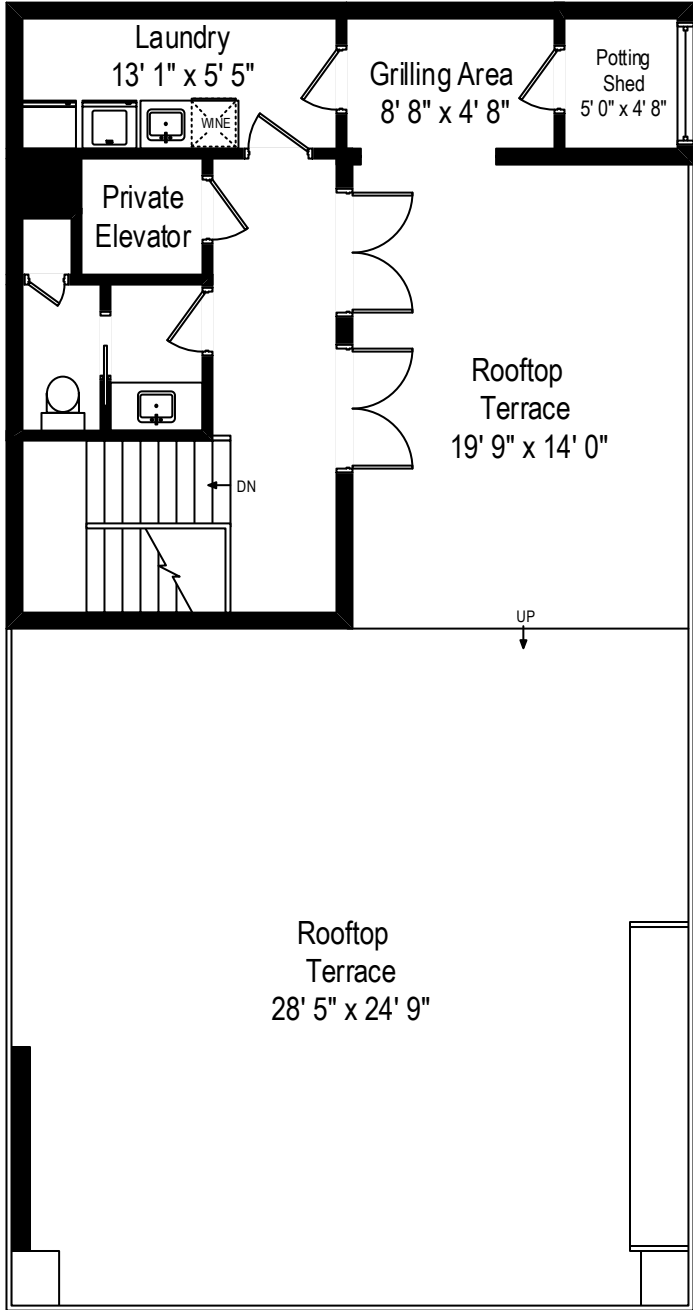 Laundry
13' 1" x 5' 5"
Grilling Area
8' 8" x 4' 8"
Potting
Shed
5' 0" x 4' 8"
WINE
Private
Elevator
Rooftop
Terrace
19' 9" x 14' 0"
DN
UP
Rooftop
Terrace
28' 5" x 24' 9"